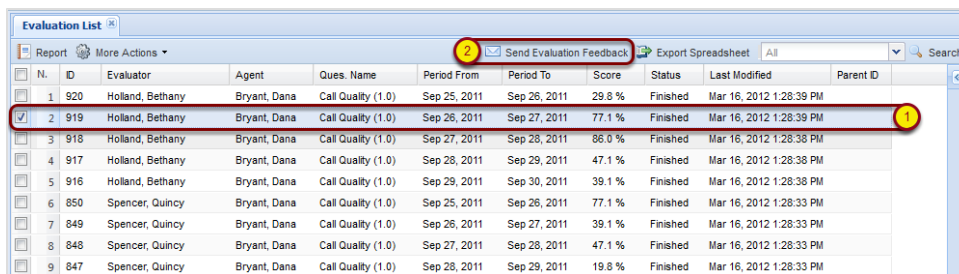 Evaluation List
Report More Actions 2 Send Evaluation Feedback Export Spreadsheet All Search
N. ID Evaluator Agent Ques. Name Period From Period To Score Status Last Modified Parent ID
1 920 Holland, Bethany Bryant, Dana Call Quality (1.0) Sep 25, 2011 Sep 26, 2011 29.8 % Finished Mar 16, 2012 1:28:39 PM
2 919 Holland, Bethany Bryant, Dana Call Quality (1.0) Sep 26, 2011 Sep 27, 2011 77.1 % Finished Mar 16, 2012 1:28:39 PM 1
3 918 Holland, Bethany Bryant, Dana Call Quality (1.0) Sep 27, 2011 Sep 28, 2011 86.0 % Finished Mar 16, 2012 1:28:38 PM
4 917 Holland, Bethany Bryant, Dana Call Quality (1.0) Sep 28, 2011 Sep 29, 2011 47.1 % Finished Mar 16, 2012 1:28:38 PM
5 916 Holland, Bethany Bryant, Dana Call Quality (1.0) Sep 29, 2011 Sep 30, 2011 39.1 % Finished Mar 16, 2012 1:28:38 PM
6 850 Spencer, Quincy Bryant, Dana Call Quality (1.0) Sep 25, 2011 Sep 26, 2011 77.1 % Finished Mar 16, 2012 1:28:33 PM
7 849 Spencer, Quincy Bryant, Dana Call Quality (1.0) Sep 26, 2011 Sep 27, 2011 39.1 % Finished Mar 16, 2012 1:28:33 PM
8 848 Spencer, Quincy Bryant, Dana Call Quality (1.0) Sep 27, 2011 Sep 28, 2011 47.1 % Finished Mar 16, 2012 1:28:33 PM
9 847 Spencer, Quincy Bryant, Dana Call Quality (1.0) Sep 28, 2011 Sep 29, 2011 19.8 % Finished Mar 16, 2012 1:28:33 PM